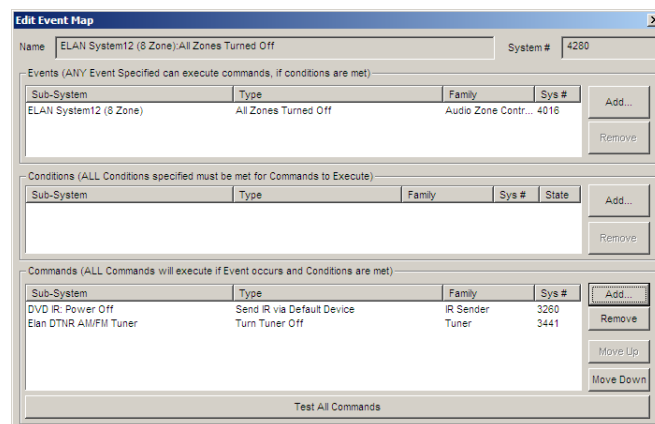 Edit Event Map
Name ELAN System12 (8 Zone):All Zones Turned Off System # 4280
Events (ANY Event Specified can execute commands, if conditions are met)
Sub-System Type Family Sys #
ELAN System12 (8 Zone) All Zones Turned Off Audio Zone Contr... 4016
Add...
Remove
Conditions (ALL Conditions specified must be met for Commands to Execute)
Sub-System Type Family Sys # State
Add...
Remove
Commands (ALL Commands will execute if Event occurs and Conditions are met)
Sub-System Type Family Sys #
DVD IR: Power Off Send IR via Default Device IR Sender 3260
Elan DTNR AM/FM Tuner Turn Tuner Off Tuner 3441
Add...
Remove
Move Up
Move Down
Test All Commands